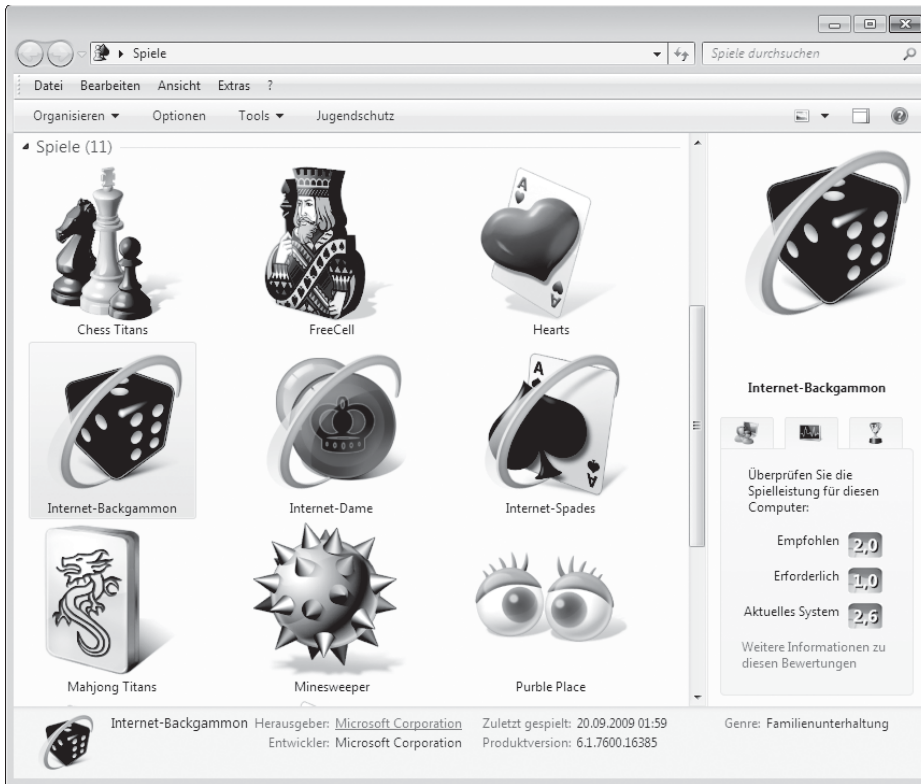 Spiele
Spiele durchsuchen
Datei Bearbeiten Ansicht Extras ?
Organisieren Optionen Tools Jugendschutz
Spiele (11)
Chess Titans
FreeCell
Hearts
Internet-Backgammon
Internet-Dame
Internet-Spades
Mahjong Titans
Minesweeper
Purble Place
Internet-Backgammon
Überprüfen Sie die
Spielleistung für diesen
Computer:
Empfohlen 2,0
Erforderlich 1,0
Aktuelles System 2,6
Weitere Informationen zu
diesen Bewertungen
Internet-Backgammon Herausgeber: Microsoft Corporation Zuletzt gespielt: 20.09.2009 01:59 Genre: Familienunterhaltung
Entwickler: Microsoft Corporation Produktversion: 6.1.7600.16385